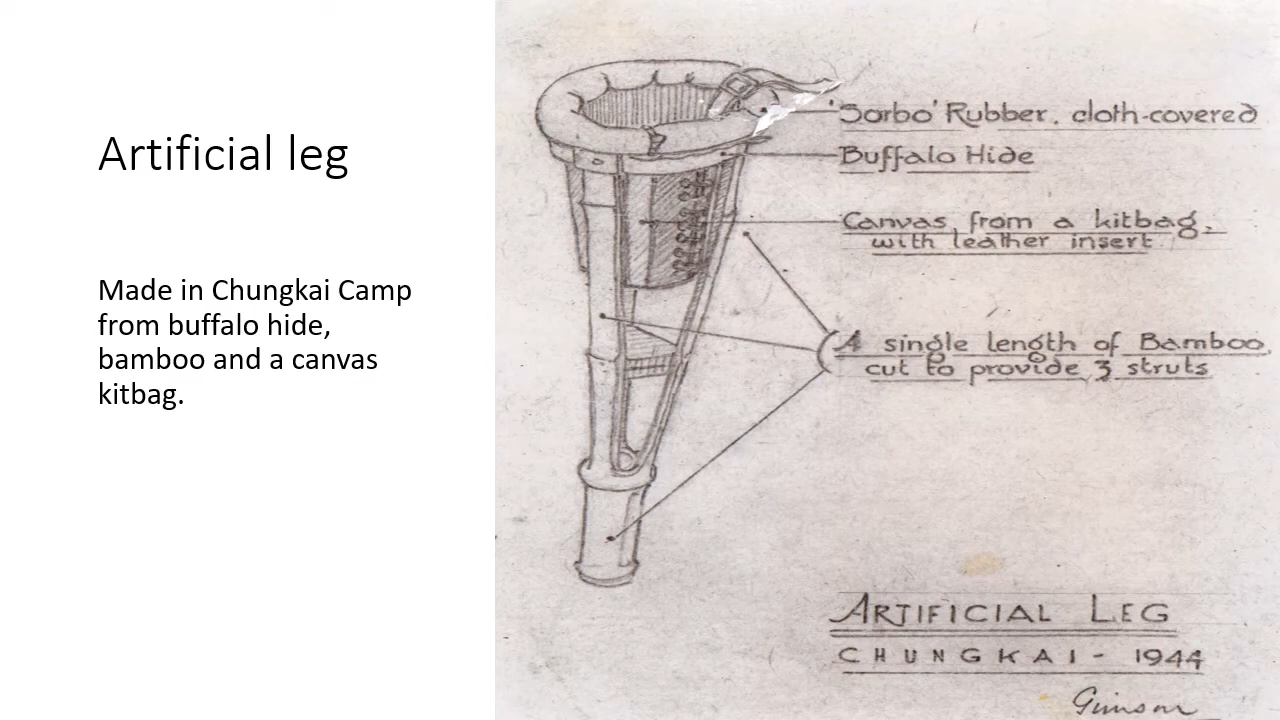 Artificial leg
Made in Chungkai Camp
from buffalo hide,
bamboo and a canvas
kitbag.
'Sorbo' Rubber. cloth-covered
Buffalo Hide
Canvas from a kitbag,
with leather insert
A single length of Bamboo,
cut to provide 3 struts
ARTIFICIAL LEG
CHUNGKAI - 1944
Gimson